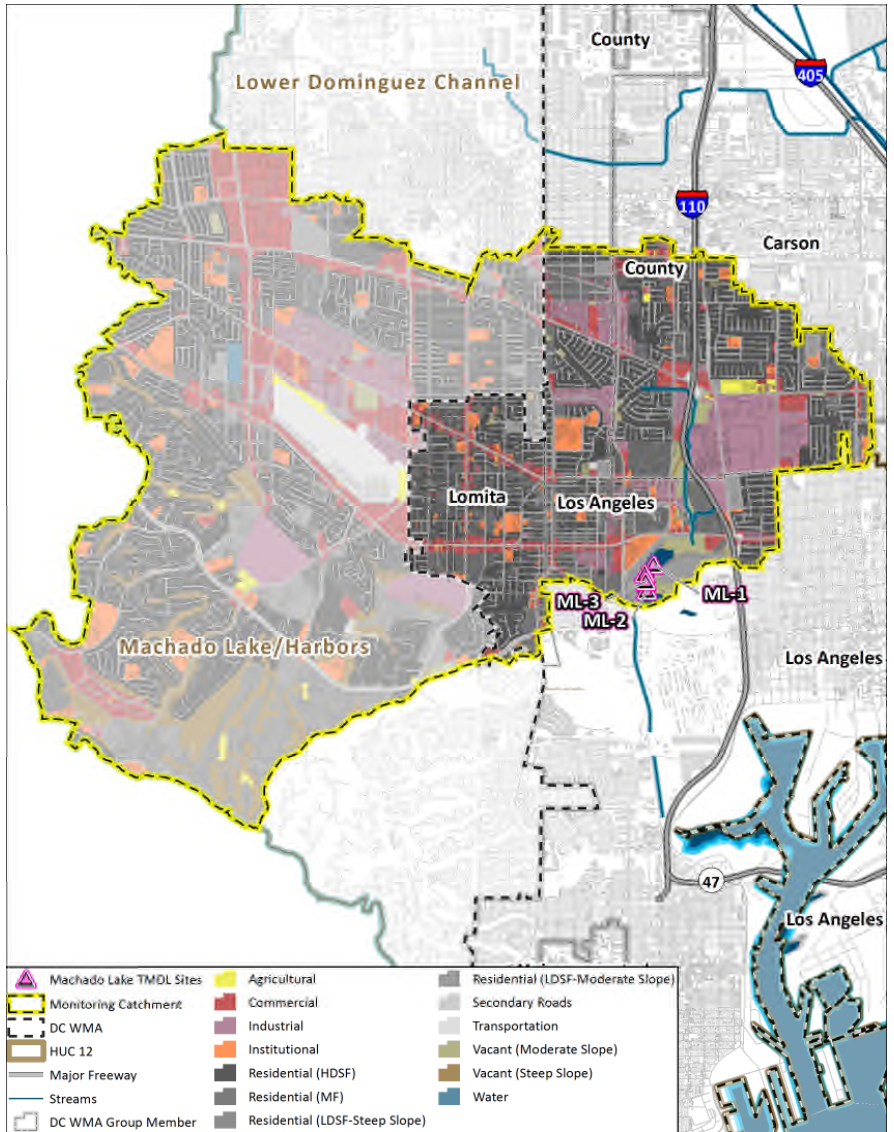 County
405
Lower Dominguez Channel
110
Carson
County
Lomita
Los Angeles
ML-3
ML-1
ML-2
Machado Lake/Harbors
Los Angeles
47
Los Angeles
Machado Lake TMDL Sites
Monitoring Catchment
DC WMA
HUC 12
Major Freeway
Streams
DC WMA Group Member
Agricultural
Commercial
Industrial
Institutional
Residential (HDSF)
Residential (MF)
Residential (LDSF-Steep Slope)
Residential (LDSF-Moderate Slope)
Secondary Roads
Transportation
Vacant (Moderate Slope)
Vacant (Steep Slope)
Water